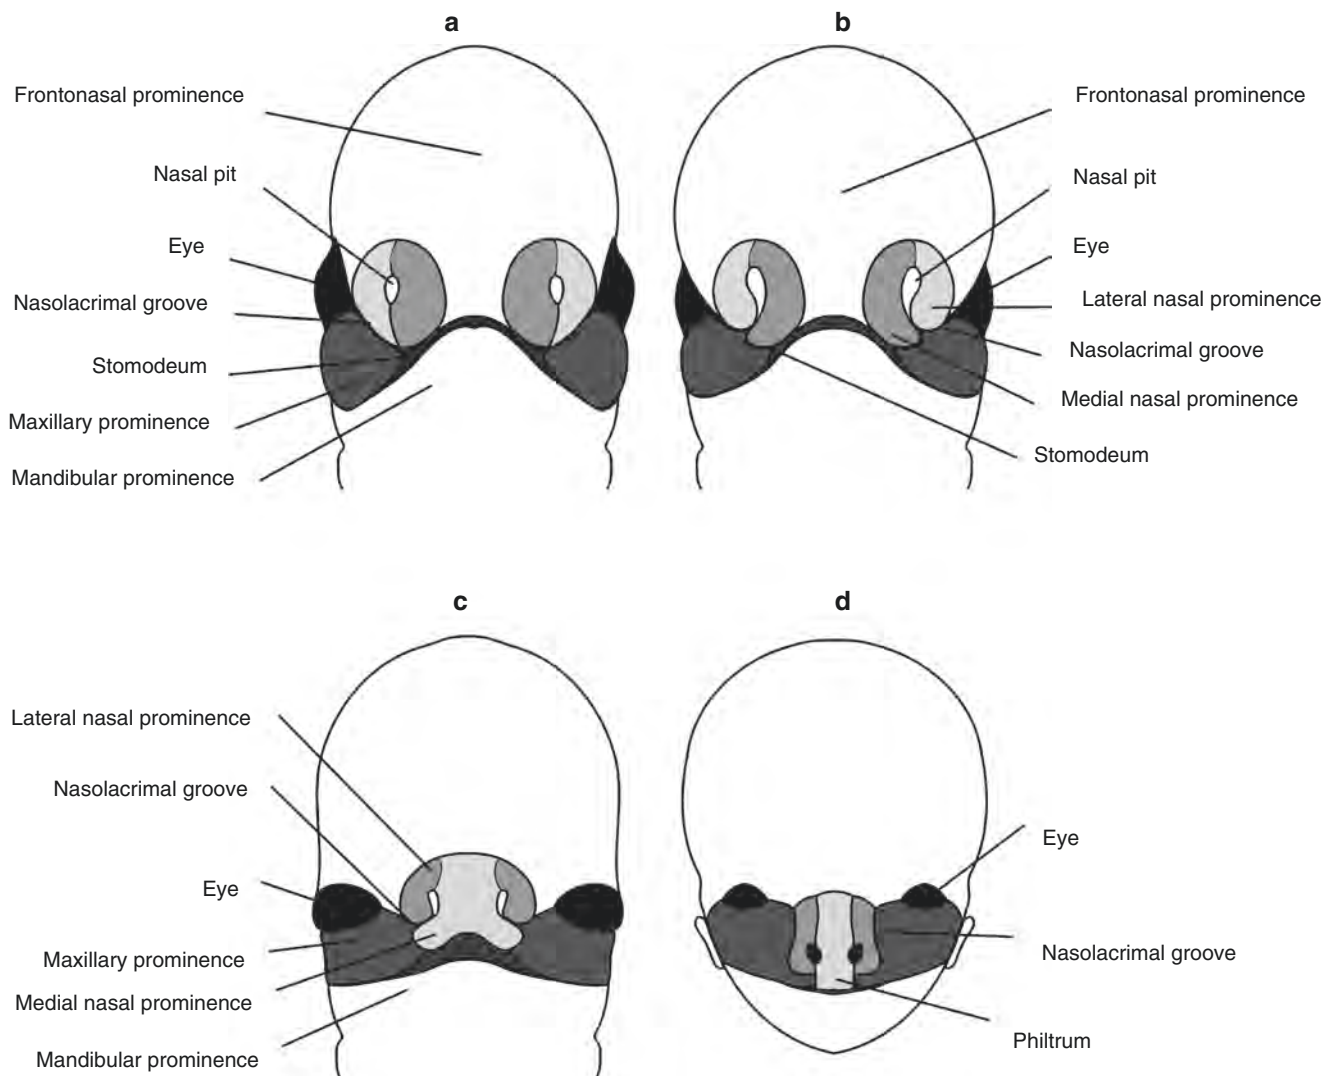 a
Frontonasal prominence
Nasal pit
Eye
Nasolacrimal groove
Stomodeum
Maxillary prominence
Mandibular prominence
b
Frontonasal prominence
Nasal pit
Eye
Lateral nasal prominence
Nasolacrimal groove
Medial nasal prominence
Stomodeum
c
Lateral nasal prominence
Nasolacrimal groove
Eye
Maxillary prominence
Medial nasal prominence
Mandibular prominence
d
Eye
Nasolacrimal groove
Philtrum